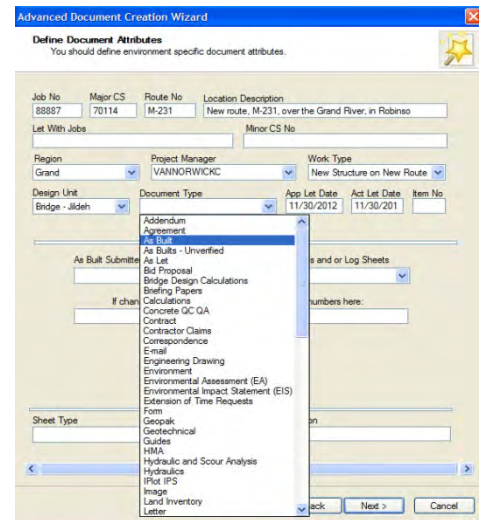 Advanced Document Creation Wizard
Define Document Attributes
You should define environment specific document attributes.
Job No Major CS Route No Location Description
88887 70114 M-231 New route, M-231, over the Grand River, in Robinso
Let With Jobs Minor CS No
Region Project Manager Work Type
Grand VANNORWICKC New Structure on New Route
Design Unit Document Type App Let Date Act Let Date Item No
Bridge - Jildeh 11/30/2012 11/30/201
Addendum
Agreement
As Built
As Builts - Unverified
As Let
Bid Proposal
Bridge Design Calculations
Briefing Papers
Calculations
Concrete QC QA
Contract
Contractor Claims
Correspondence
E-mail
Engineering Drawing
Environment
Environmental Assessment (EA)
Environmental Impact Statement (EIS)
Extension of Time Requests
Form
Geopak
Geotechnical
Guides
HMA
Hydraulic and Scour Analysis
Hydraulics
IPlot IPS
Image
Land Inventory
Letter
As Built Submitte s and or Log Sheets
If chan numbers here:
Sheet Type on
ack Next > Cancel